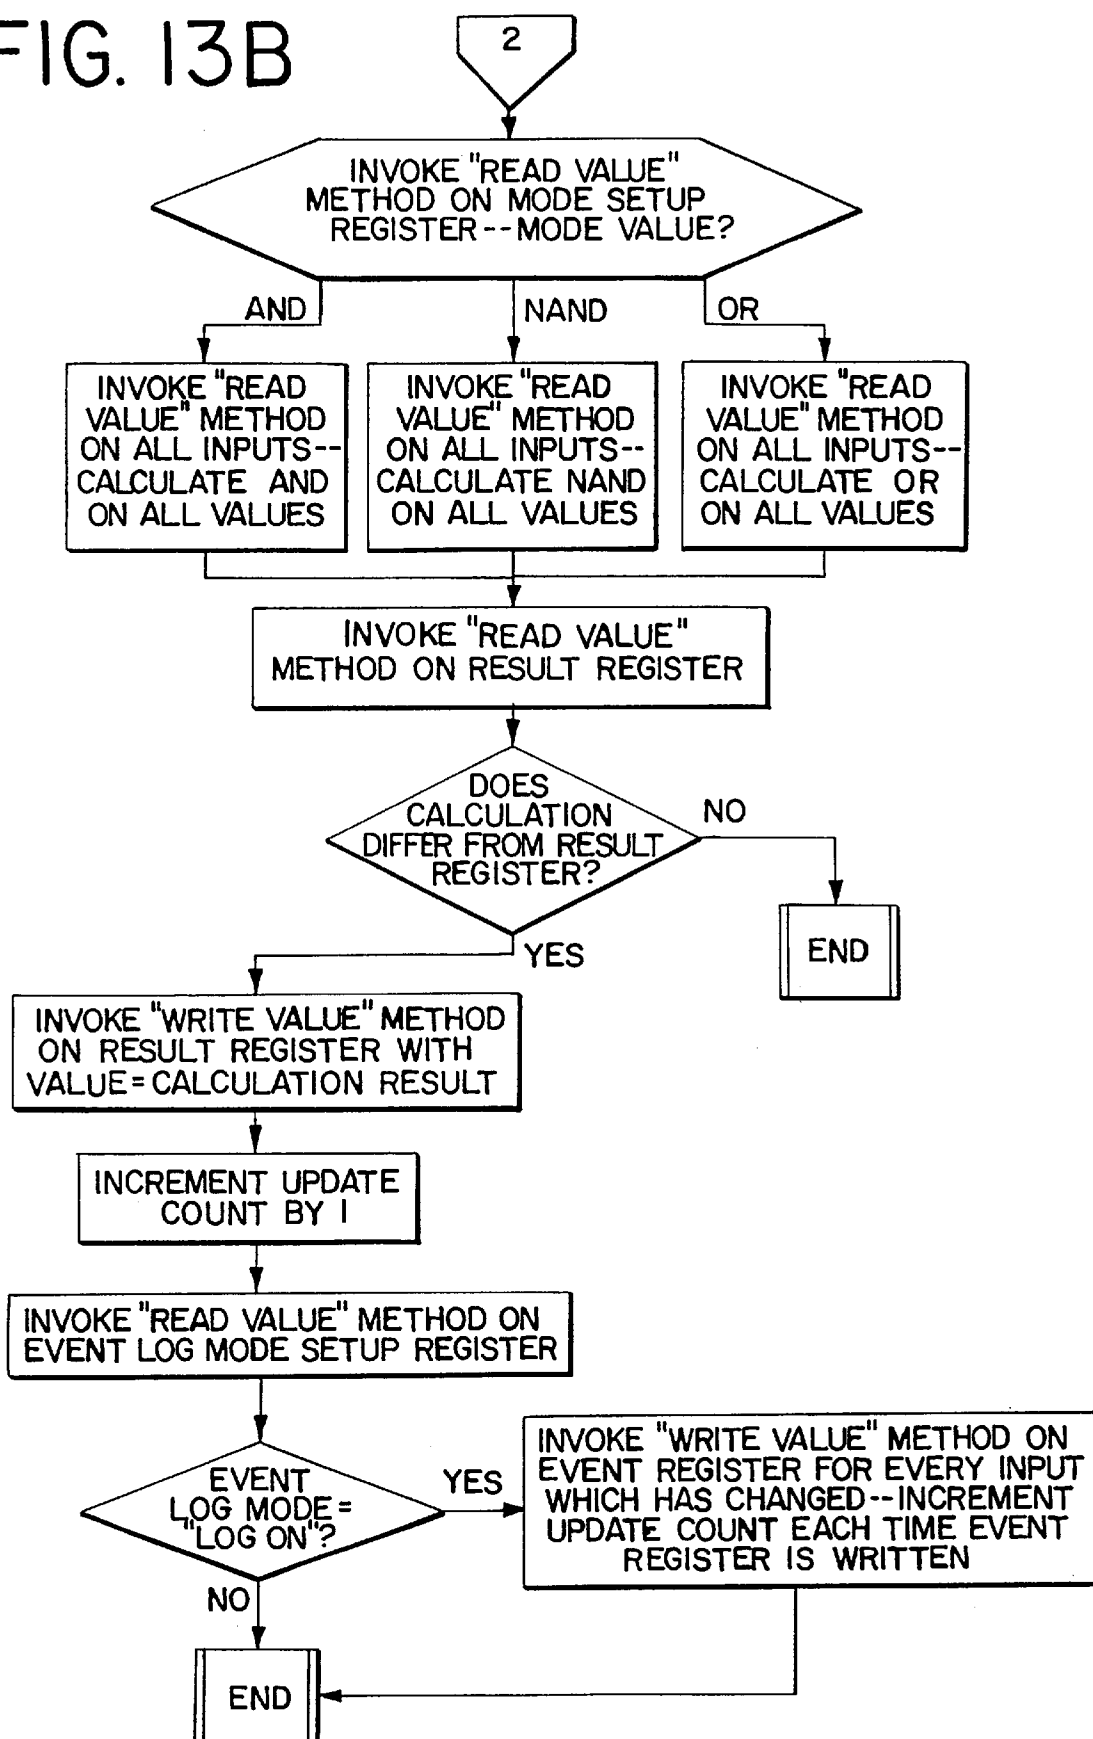 FIG. 13B
2
INVOKE "READ VALUE"
METHOD ON MODE SETUP
REGISTER--MODE VALUE?
AND
NAND
OR
INVOKE "READ
VALUE" METHOD
ON ALL INPUTS--
CALCULATE AND
ON ALL VALUES
INVOKE "READ
VALUE" METHOD
ON ALL INPUTS--
CALCULATE NAND
ON ALL VALUES
INVOKE "READ
VALUE" METHOD
ON ALL INPUTS--
CALCULATE OR
ON ALL VALUES
INVOKE "READ VALUE"
METHOD ON RESULT REGISTER
DOES
CALCULATION
DIFFER FROM RESULT
REGISTER?
NO
END
YES
INVOKE "WRITE VALUE" METHOD
ON RESULT REGISTER WITH
VALUE=CALCULATION RESULT
INCREMENT UPDATE
COUNT BY 1
INVOKE "READ VALUE" METHOD ON
EVENT LOG MODE SETUP REGISTER
EVENT
LOG MODE=
"LOG ON"?
YES
INVOKE "WRITE VALUE" METHOD ON
EVENT REGISTER FOR EVERY INPUT
WHICH HAS CHANGED--INCREMENT
UPDATE COUNT EACH TIME EVENT
REGISTER IS WRITTEN
NO
END